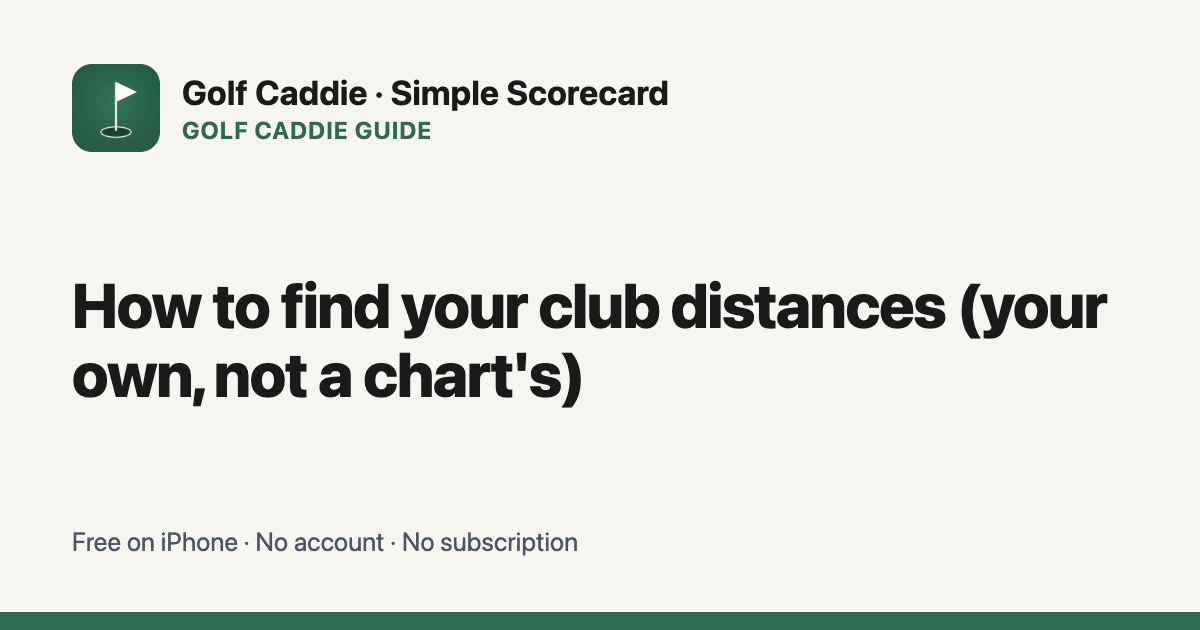 Golf Caddie · Simple Scorecard
GOLF CADDIE GUIDE
How to find your club distances (your
own, not a chart's)
Free on iPhone · No account · No subscription